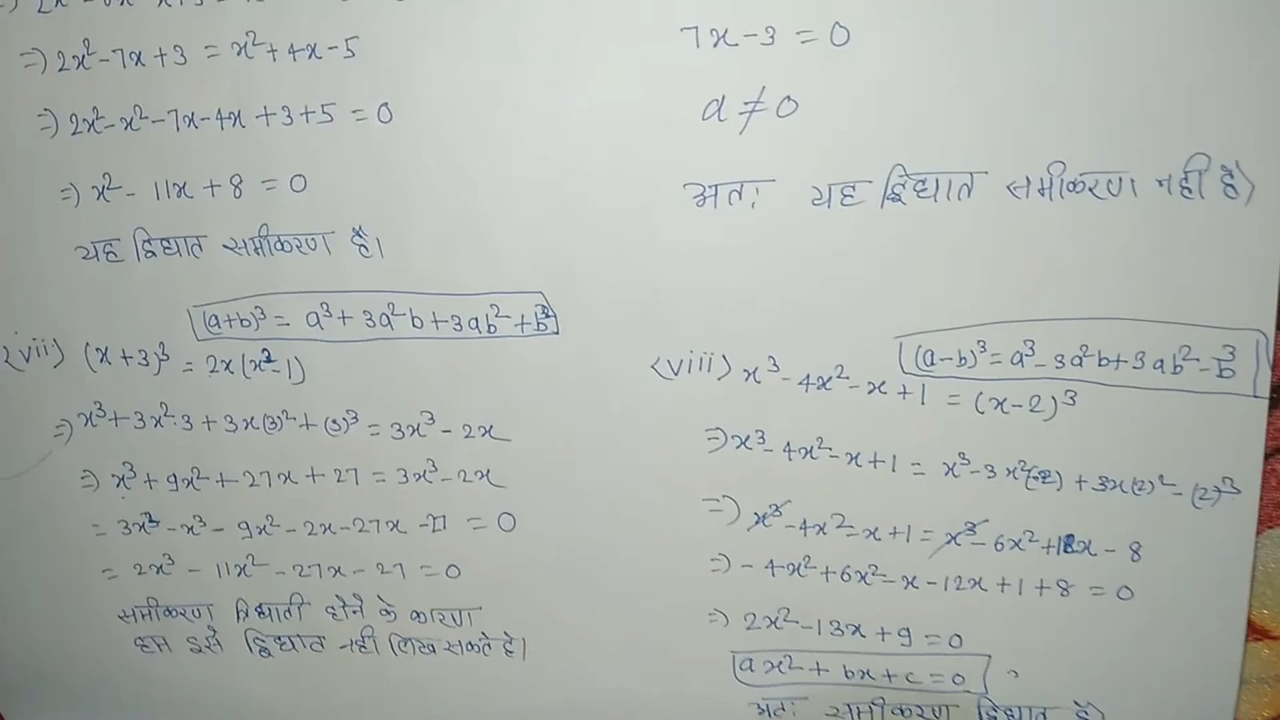 ⇒ 2x² - 7x + 3 = x² + 4x - 5
⇒ 2x² - x² - 7x - 4x + 3 + 5 = 0
⇒ x² - 11x + 8 = 0
यह द्विघात समीकरण है।
(a+b)³ = a³ + 3a²b + 3ab² + b³
(vii) (x + 3)³ = 2x(x² - 1)
⇒ x³ + 3x²·3 + 3x(3)² + (3)³ = 3x³ - 2x
⇒ x³ + 9x² + 27x + 27 = 3x³ - 2x
= 3x³ - x³ - 9x² - 2x - 27x - 27 = 0
= 2x³ - 11x² - 27x - 27 = 0
समीकरण त्रिघाती होने के कारण
हम इसे द्विघात नही लिख सकते है।
7x - 3 = 0
a ≠ 0
अतः यह द्विघात समीकरण नही है।
(a-b)³ = a³ - 3a²b + 3ab² - b³
(viii) x³ - 4x² - x + 1 = (x - 2)³
⇒ x³ - 4x² - x + 1 = x³ - 3x²(2) + 3x(2)² - (2)³
⇒ x³ - 4x² - x + 1 = x³ - 6x² + 12x - 8
⇒ - 4x² + 6x² - x - 12x + 1 + 8 = 0
⇒ 2x² - 13x + 9 = 0
ax² + bx + c = 0
अतः समीकरण द्विघात है।